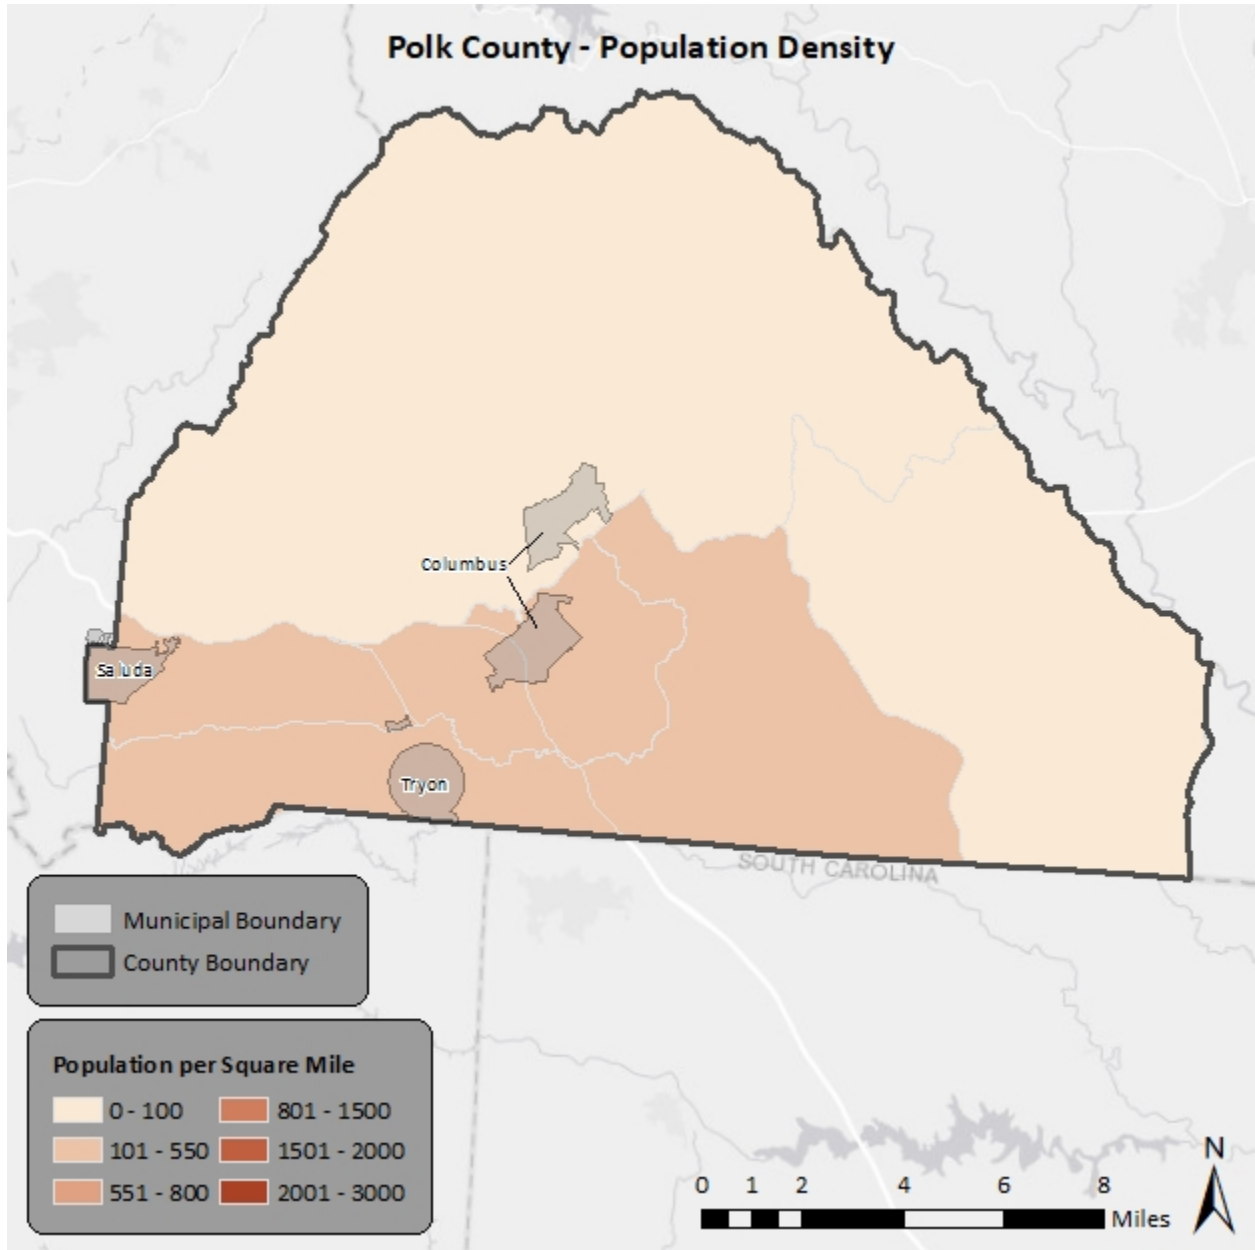 Polk County - Population Density
Columbus
Saluda
Tryon
SOUTH CAROLINA
Municipal Boundary
County Boundary
Population per Square Mile
0 - 100 801 - 1500
101 - 550 1501 - 2000
551 - 800 2001 - 3000
N
0 1 2 4 6 8
Miles